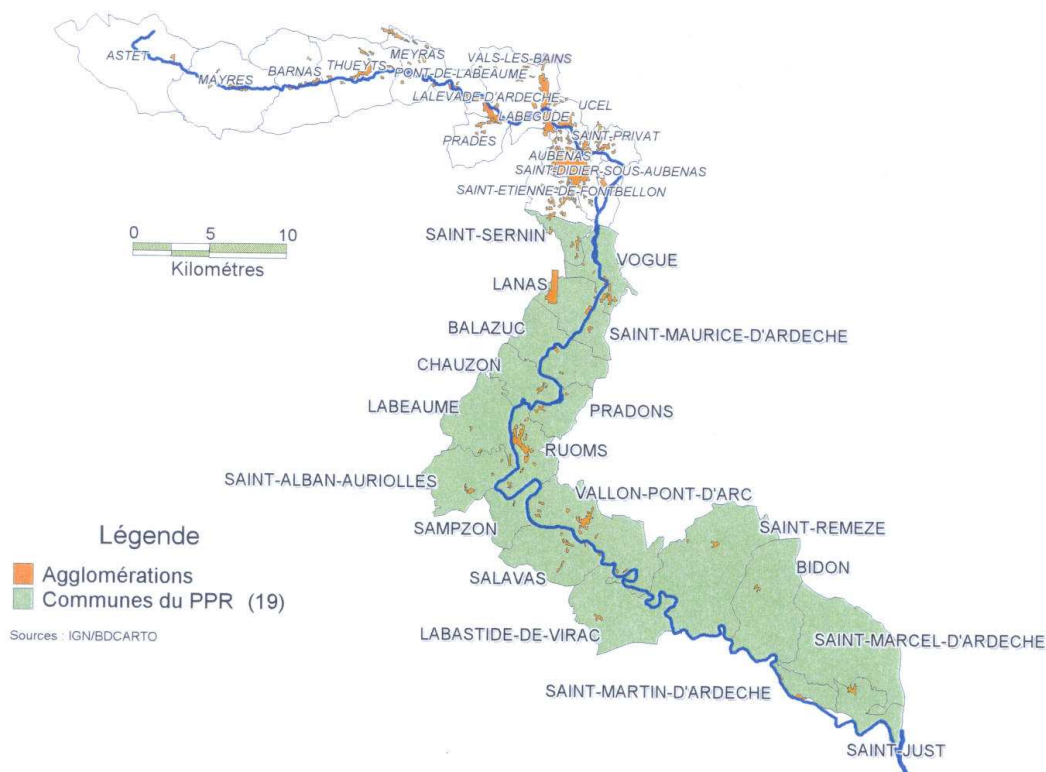 ASTET
MAYRES
BARNAS
THUEYTS
MEYRAS
PONT-DE-LABEAUME
VALS-LES-BAINS
LALEVADE-D'ARDECHE
LABEGUDE
UCEL
PRADES
SAINT-PRIVAT
AUBENAS
SAINT-DIDIER-SOUS-AUBENAS
SAINT-ETIENNE-DE-FONTBELLON
SAINT-SERNIN
0 5 10
Kilométres
VOGUE
LANAS
BALAZUC
SAINT-MAURICE-D'ARDECHE
CHAUZON
LABEAUME
PRADONS
RUOMS
SAINT-ALBAN-AURIOLLES
VALLON-PONT-D'ARC
SAMPZON
SAINT-REMEZE
SALAVAS
BIDON
LABASTIDE-DE-VIRAC
SAINT-MARCEL-D'ARDECHE
SAINT-MARTIN-D'ARDECHE
SAINT-JUST
Légende
Agglomérations
Communes du PPR (19)
Sources : IGN/BDCARTO